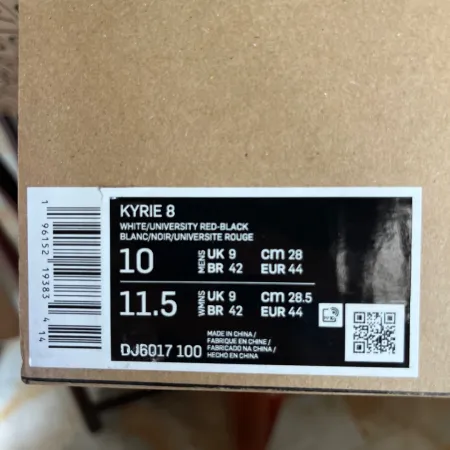 KYRIE 8
WHITE/UNIVERSITY RED-BLACK
BLANC/NOIR/UNIVERSITE ROUGE
10 MENS UK 9 cm 28
BR 42 EUR 44
11.5 WMNS UK 9 cm 28.5
BR 42 EUR 44
DJ6017 100
MADE IN CHINA /
FABRIQUE EN CHINE /
FABRICADO NA CHINA /
HECHO EN CHINA
1 96152 19383 4 14